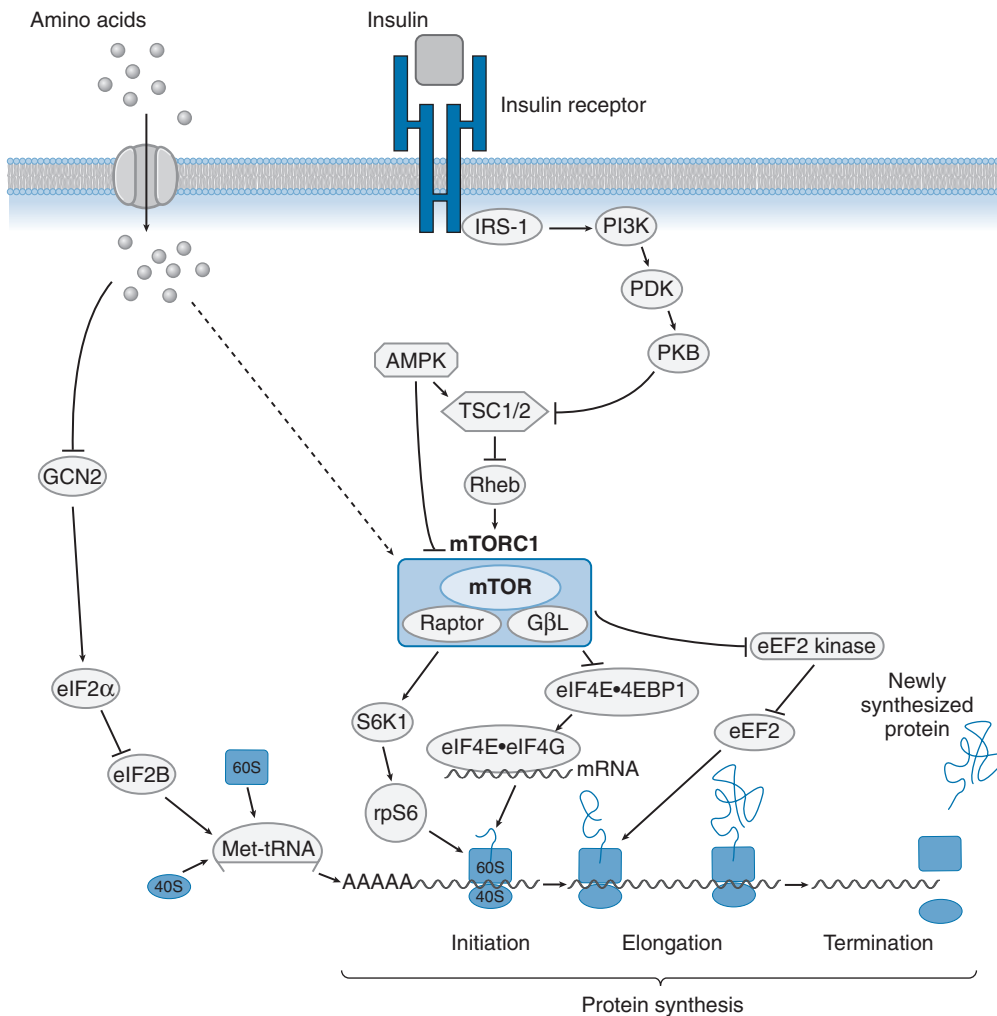 Amino acids
Insulin
Insulin receptor
IRS-1
PI3K
PDK
PKB
AMPK
TSC1/2
GCN2
Rheb
mTORC1
mTOR
Raptor
GβL
eEF2 kinase
eIF2α
eIF4E•4EBP1
Newly
synthesized
protein
S6K1
eEF2
eIF4E•eIF4G
mRNA
eIF2B
60S
rpS6
Met-tRNA
40S
AAAAA
60S
40S
Initiation
Elongation
Termination
Protein synthesis